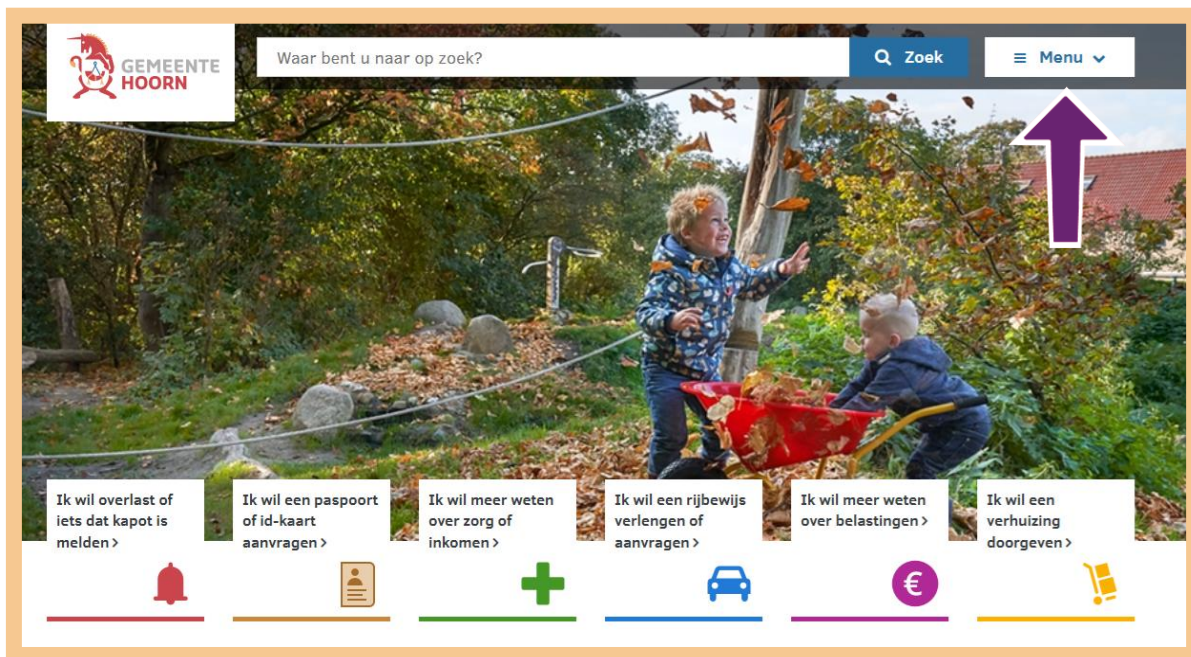 GEMEENTE
HOORN
Waar bent u naar op zoek?
Zoek
Menu
Ik wil overlast of
iets dat kapot is
melden >
Ik wil een paspoort
of id-kaart
aanvragen >
Ik wil meer weten
over zorg of
inkomen >
Ik wil een rijbewijs
verlengen of
aanvragen >
Ik wil meer weten
over belastingen >
Ik wil een
verhuizing
doorgeven >
€